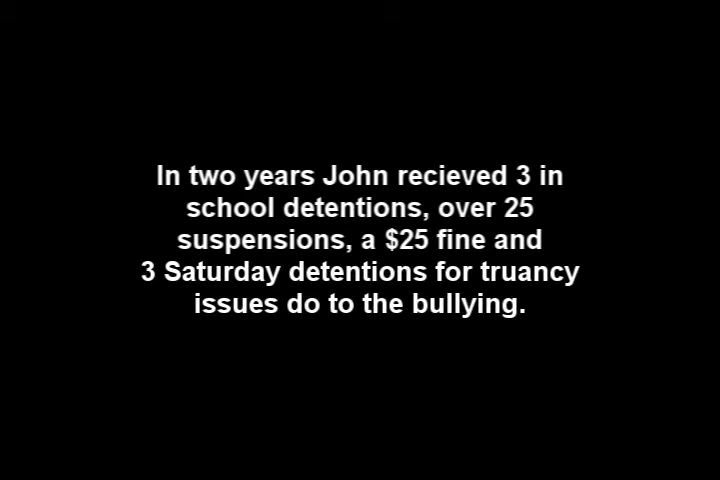 In two years John recieved 3 in
school detentions, over 25
suspensions, a $25 fine and
3 Saturday detentions for truancy
issues do to the bullying.